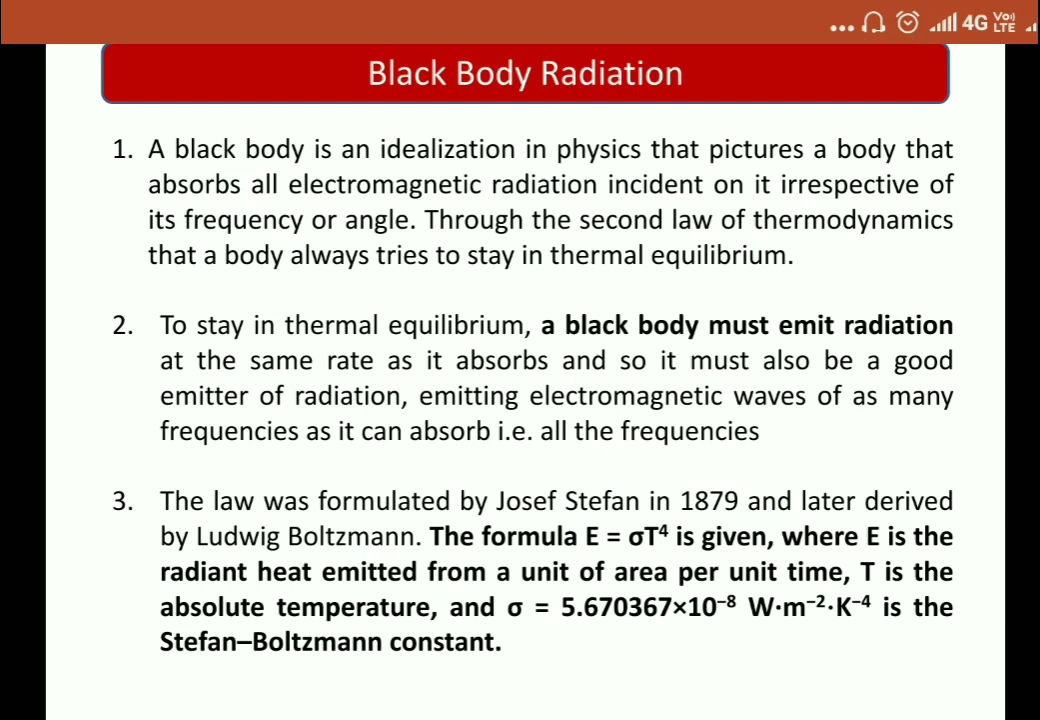 ... 4G Vo)) LTE
Black Body Radiation
1. A black body is an idealization in physics that pictures a body that
absorbs all electromagnetic radiation incident on it irrespective of
its frequency or angle. Through the second law of thermodynamics
that a body always tries to stay in thermal equilibrium.
2. To stay in thermal equilibrium, a black body must emit radiation
at the same rate as it absorbs and so it must also be a good
emitter of radiation, emitting electromagnetic waves of as many
frequencies as it can absorb i.e. all the frequencies
3. The law was formulated by Josef Stefan in 1879 and later derived
by Ludwig Boltzmann. The formula E = σT⁴ is given, where E is the
radiant heat emitted from a unit of area per unit time, T is the
absolute temperature, and σ = 5.670367×10⁻⁸ W·m⁻²·K⁻⁴ is the
Stefan–Boltzmann constant.